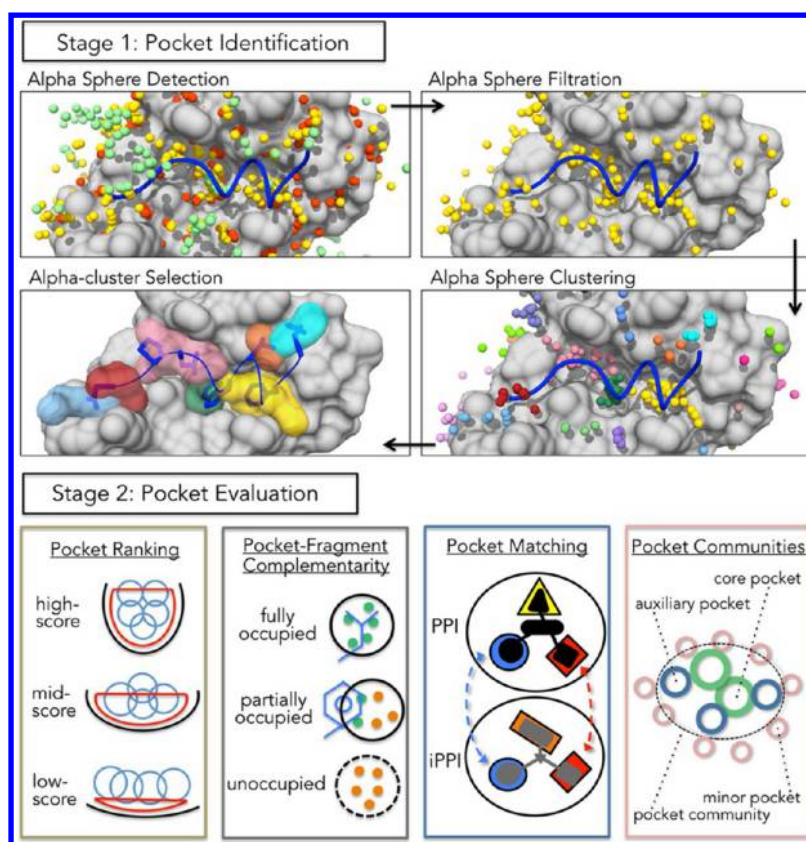 Stage 1: Pocket Identification
Alpha Sphere Detection
Alpha Sphere Filtration
Alpha-cluster Selection
Alpha Sphere Clustering
Stage 2: Pocket Evaluation
Pocket Ranking
high-
score
mid-
score
low-
score
Pocket-Fragment
Complementarity
fully
occupied
partially
occupied
unoccupied
Pocket Matching
PPI
iPPI
Pocket Communities
core pocket
auxiliary pocket
minor pocket
pocket community